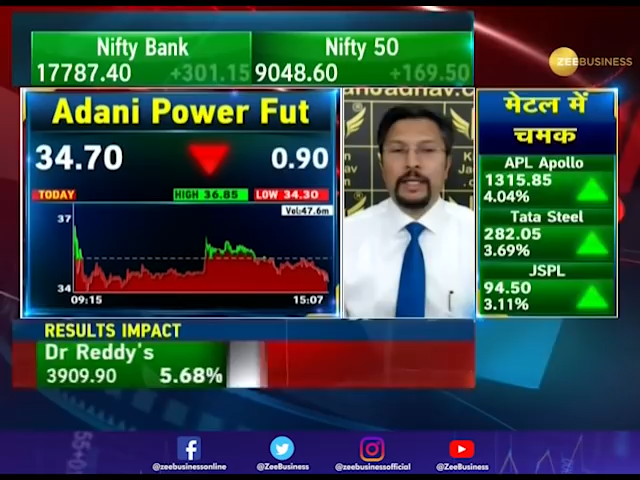 ZEEBUSINESS
Nifty Bank
17787.40 +301.15
Nifty 50
9048.60 +169.50
Adani Power Fut
34.70 0.90
TODAY HIGH 36.85 LOW 34.30
Vol:47.6m
37
34
09:15 15:07
मेटल में
चमक
APL Apollo
1315.85
4.04%
Tata Steel
282.05
3.69%
JSPL
94.50
3.11%
RESULTS IMPACT
Dr Reddy's
3909.90 5.68%
@zeebusinessonline @ZeeBusiness @zeebusinessofficial @ZeeBusiness